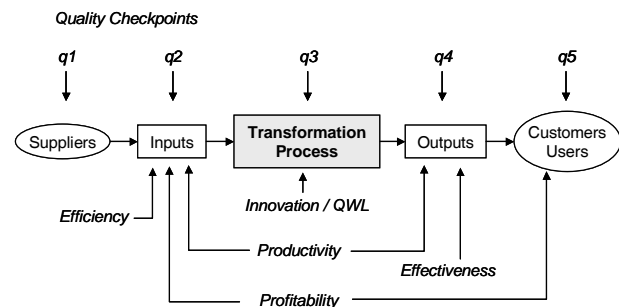 Quality Checkpoints
q1 q2 q3 q4 q5
Suppliers
Inputs
Transformation
Process
Outputs
Customers
Users
Innovation / QWL
Efficiency
Productivity
Effectiveness
Profitability